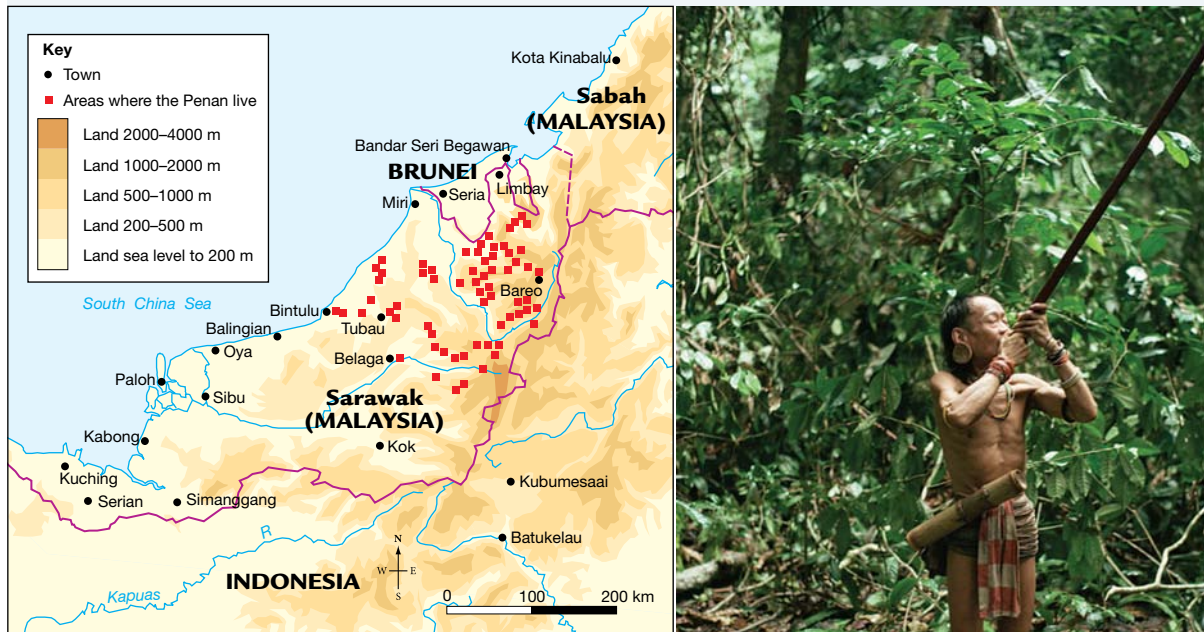 Key
Town
Areas where the Penan live
Land 2000–4000 m
Land 1000–2000 m
Land 500–1000 m
Land 200–500 m
Land sea level to 200 m
Kota Kinabalu
Sabah
(MALAYSIA)
Bandar Seri Begawan
BRUNEI
Limbay
Seria
Miri
South China Sea
Bareo
Bintulu
Tubau
Balingian
Oya
Belaga
Paloh
Sibu
Sarawak
(MALAYSIA)
Kabong
Kok
Kuching
Serian
Simanggang
Kubumesaai
Batukelau
R
Kapuas
INDONESIA
N
W E
S
0 100 200 km